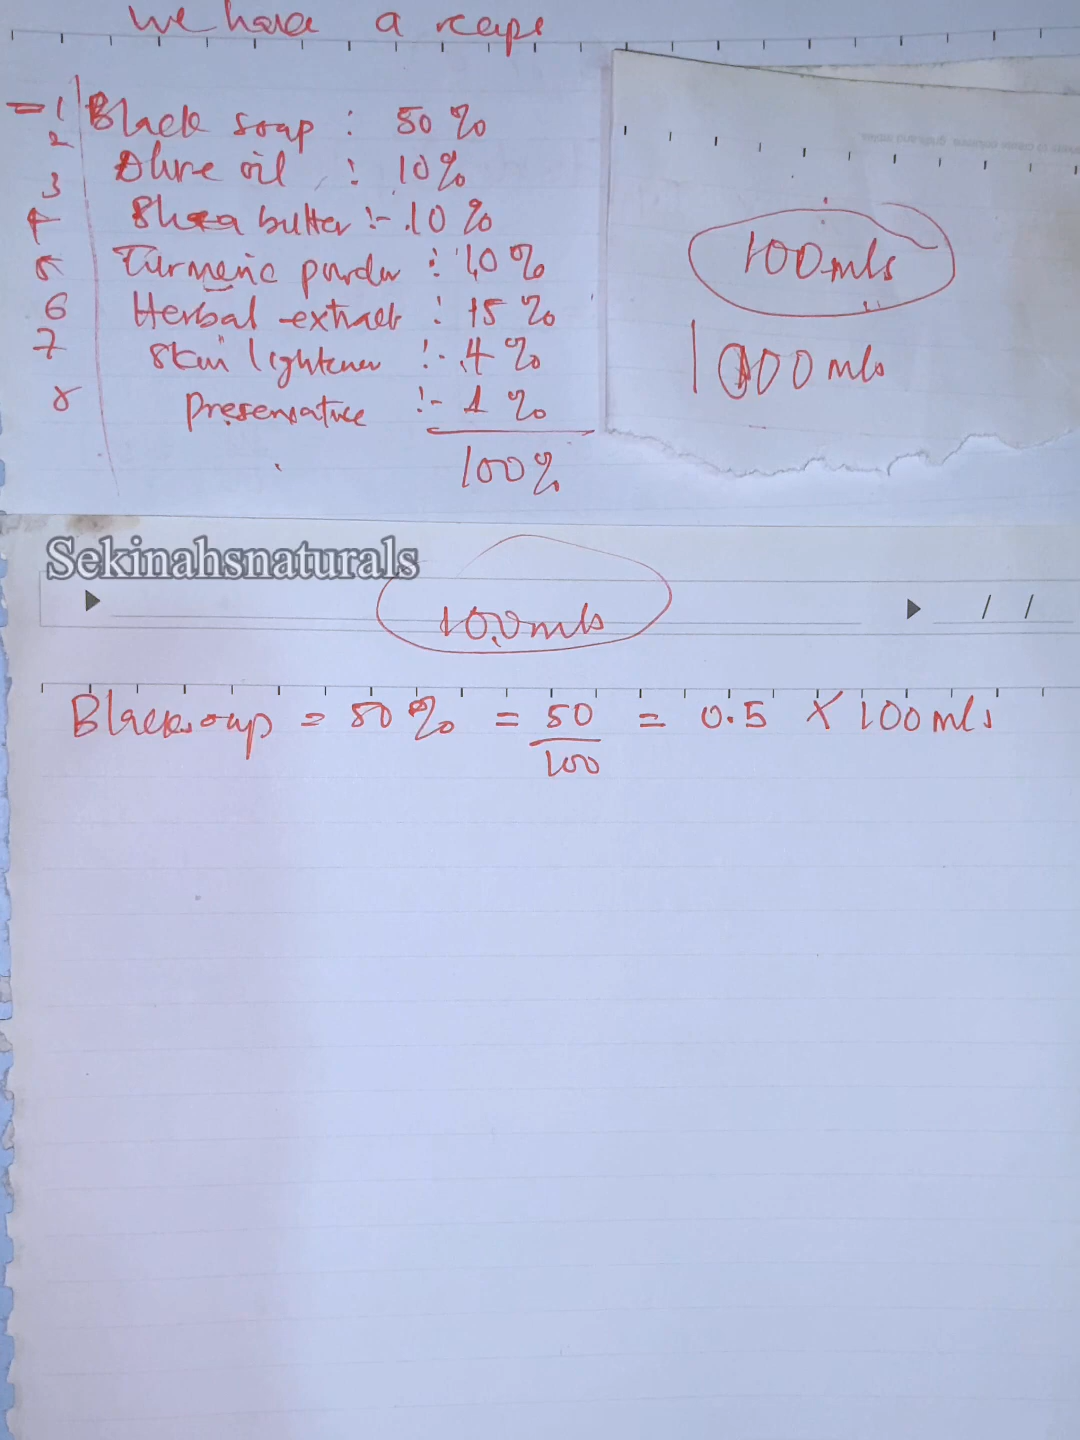 We have a recipe
1 Black soap : 50%
2 Olive oil : 10%
3 Shea butter :- 10%
4 Turmeric powder : 10%
5 Herbal extract : 15%
6 Skin lightener :- 4%
7 Preservative :- 1%
8
100%
100mls
1000mls
Sekinahsnaturals
100mls
/ /
Blacksoap = 50% = 50/100 = 0.5 X 100mls